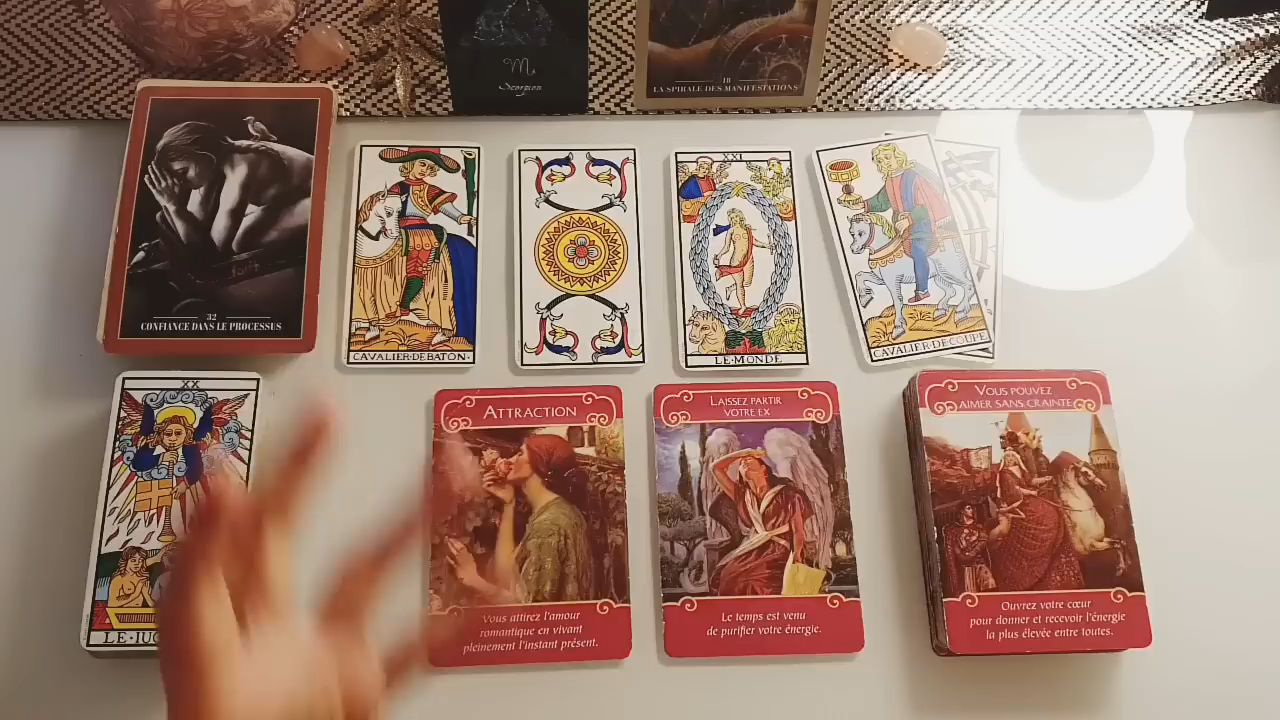 Scorpion
18
LA SPIRALE DES MANIFESTATIONS
32
CONFIANCE DANS LE PROCESSUS
CAVALIER·DE·BATON·
XXI
LE·MONDE
CAVALIER·DE·COUPE
XX
ATTRACTION
Vous attirez l'amour
romantique en vivant
pleinement l'instant présent.
LAISSEZ PARTIR
VOTRE EX
Le temps est venu
de purifier votre énergie.
VOUS POUVEZ
AIMER SANS CRAINTE
Ouvrez votre cœur
pour donner et recevoir l'énergie
la plus élevée entre toutes.